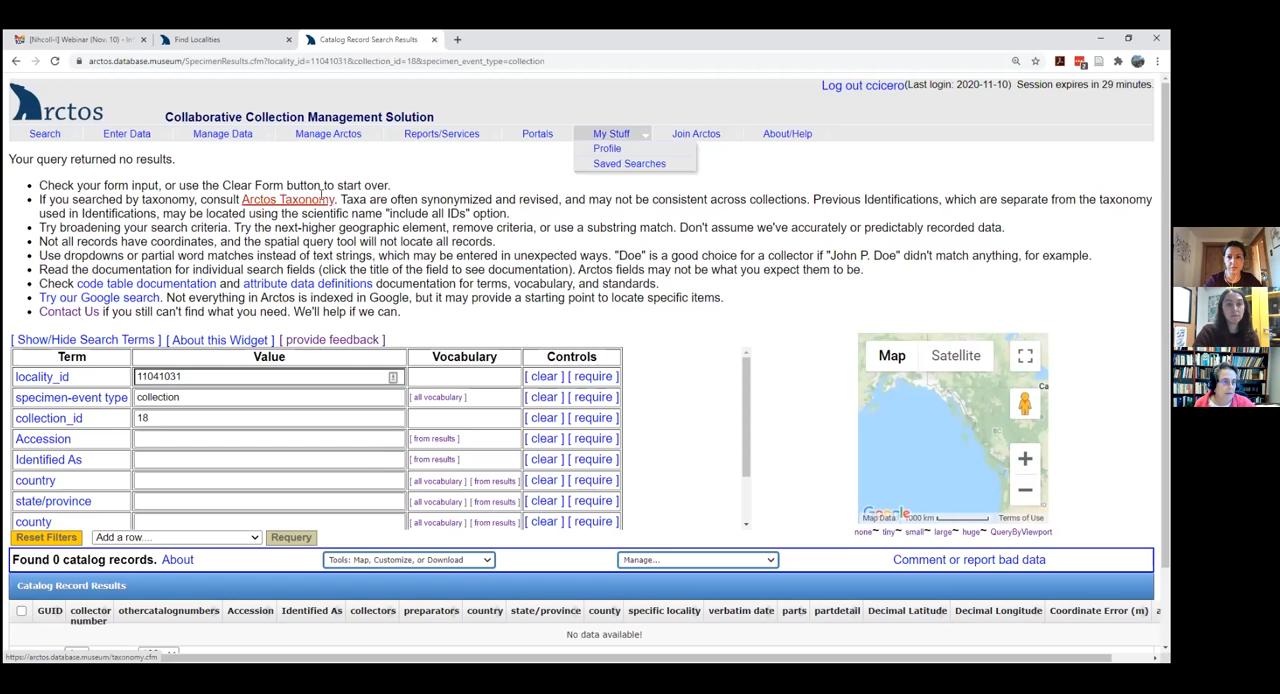 [Nhcoll-l] Webinar (Nov. 10) - In
Find Localities
Catalog Record Search Results
arctos.database.museum/SpecimenResults.cfm?locality_id=11041031&collection_id=18&specimen_event_type=collection
Arctos
Collaborative Collection Management Solution
Log out ccicero(Last login: 2020-11-10) Session expires in 29 minutes.
Search Enter Data Manage Data Manage Arctos Reports/Services Portals My Stuff Join Arctos About/Help
Profile
Saved Searches
Your query returned no results.
Check your form input, or use the Clear Form button to start over.
If you searched by taxonomy, consult Arctos Taxonomy. Taxa are often synonymized and revised, and may not be consistent across collections. Previous Identifications, which are separate from the taxonomy
used in Identifications, may be located using the scientific name "include all IDs" option.
Try broadening your search criteria. Try the next-higher geographic element, remove criteria, or use a substring match. Don't assume we've accurately or predictably recorded data.
Not all records have coordinates, and the spatial query tool will not locate all records.
Use dropdowns or partial word matches instead of text strings, which may be entered in unexpected ways. "Doe" is a good choice for a collector if "John P. Doe" didn't match anything, for example.
Read the documentation for individual search fields (click the title of the field to see documentation). Arctos fields may not be what you expect them to be.
Check code table documentation and attribute data definitions documentation for terms, vocabulary, and standards.
Try our Google search. Not everything in Arctos is indexed in Google, but it may provide a starting point to locate specific items.
Contact Us if you still can't find what you need. We'll help if we can.
[ Show/Hide Search Terms ] [ About this Widget ] [ provide feedback ]
Term Value Vocabulary Controls
locality_id 11041031 [ clear ] [ require ]
specimen-event type collection [ all vocabulary ] [ clear ] [ require ]
collection_id 18 [ clear ] [ require ]
Accession [ from results ] [ clear ] [ require ]
Identified As [ from results ] [ clear ] [ require ]
country [ all vocabulary ] [ from results ] [ clear ] [ require ]
state/province [ all vocabulary ] [ from results ] [ clear ] [ require ]
county [ all vocabulary ] [ from results ] [ clear ] [ require ]
Map Satellite
Ca
Google
Map Data 1000 km Terms of Use
none~ tiny~ small~ large~ huge~ QueryByViewport
Reset Filters Add a row.... Requery
Found 0 catalog records. About Tools: Map, Customize, or Download Manage... Comment or report bad data
Catalog Record Results
GUID collector number othercatalognumbers Accession Identified As collectors preparators country state/province county specific locality verbatim date parts partdetail Decimal Latitude Decimal Longitude Coordinate Error (m) a
No data available!
https://arctos.database.museum/taxonomy.cfm